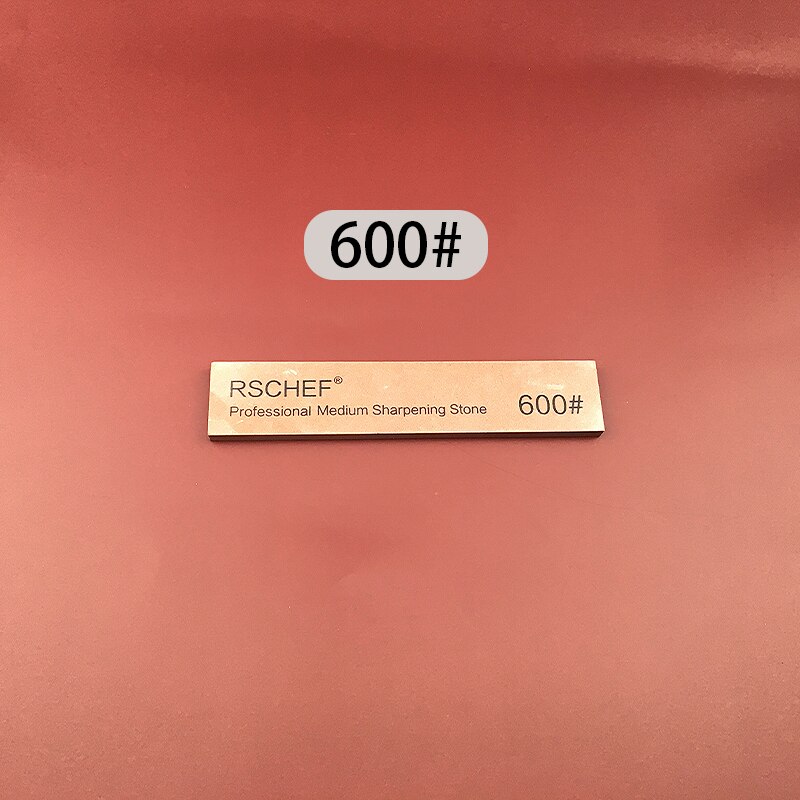 600#
RSCHEF®
Professional Medium Sharpening Stone
600#